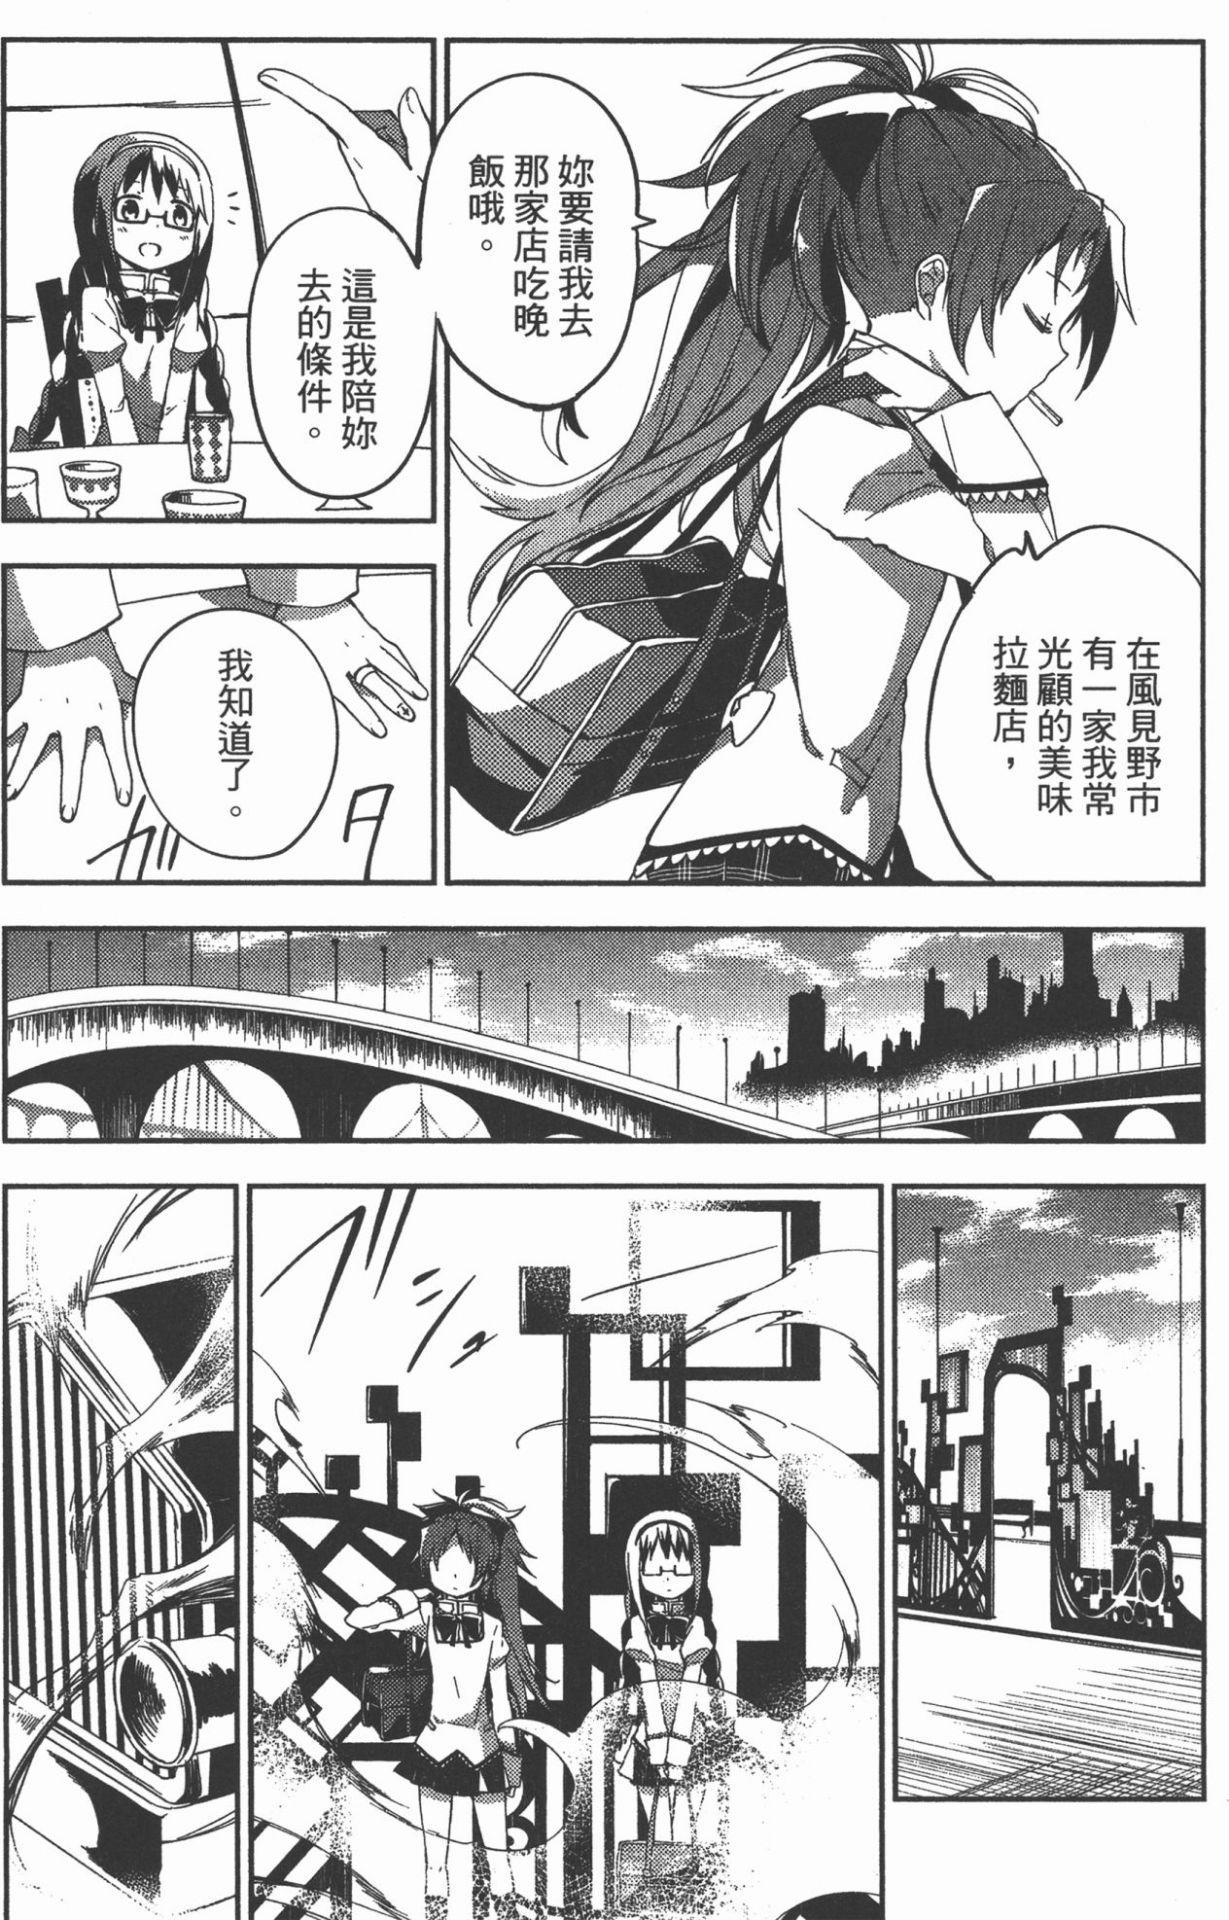 在風見野市
有一家我常
光顧的美味
拉麵店，
妳要請我去
那家店吃晚
飯哦。
這是我陪妳
去的條件。
我知道了。
ガタ